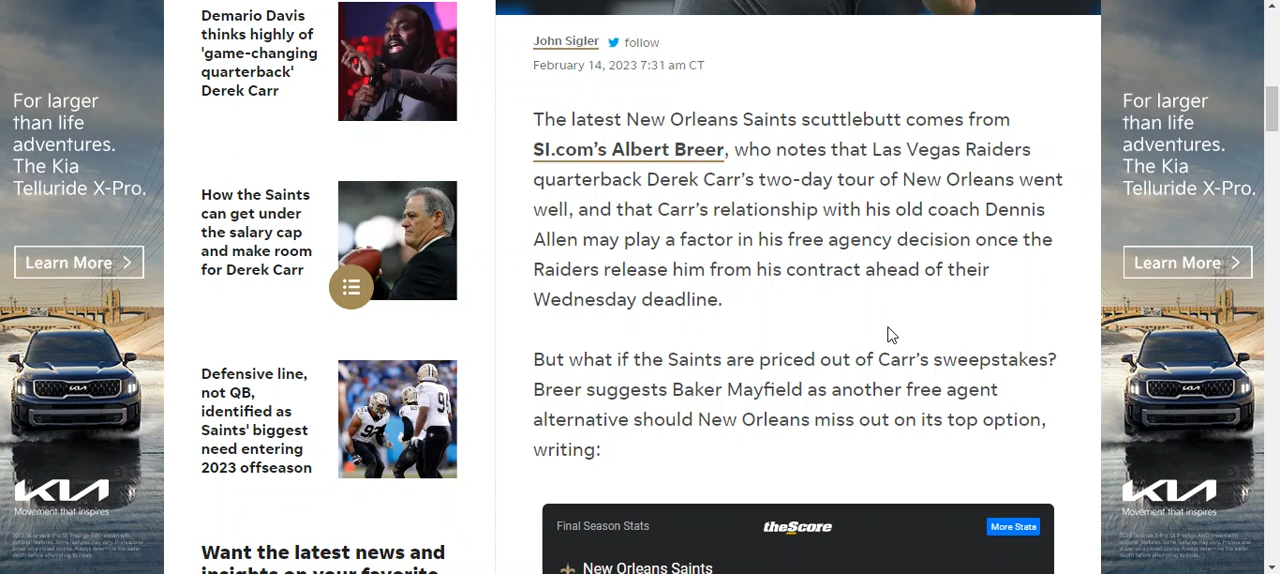 For larger
than life
adventures.
The Kia
Telluride X-Pro.
Learn More
KIA
Movement that inspires
Demario Davis
thinks highly of
'game-changing
quarterback'
Derek Carr
How the Saints
can get under
the salary cap
and make room
for Derek Carr
Defensive line,
not QB,
identified as
Saints' biggest
need entering
2023 offseason
Want the latest news and
insights on your favorite
John Sigler follow
February 14, 2023 7:31 am CT
The latest New Orleans Saints scuttlebutt comes from
SI.com’s Albert Breer, who notes that Las Vegas Raiders
quarterback Derek Carr’s two-day tour of New Orleans went
well, and that Carr’s relationship with his old coach Dennis
Allen may play a factor in his free agency decision once the
Raiders release him from his contract ahead of their
Wednesday deadline.
But what if the Saints are priced out of Carr’s sweepstakes?
Breer suggests Baker Mayfield as another free agent
alternative should New Orleans miss out on its top option,
writing:
Final Season Stats
theScore
More Stats
New Orleans Saints
For larger
than life
adventures.
The Kia
Telluride X-Pro.
Learn More
KIA
Movement that inspires